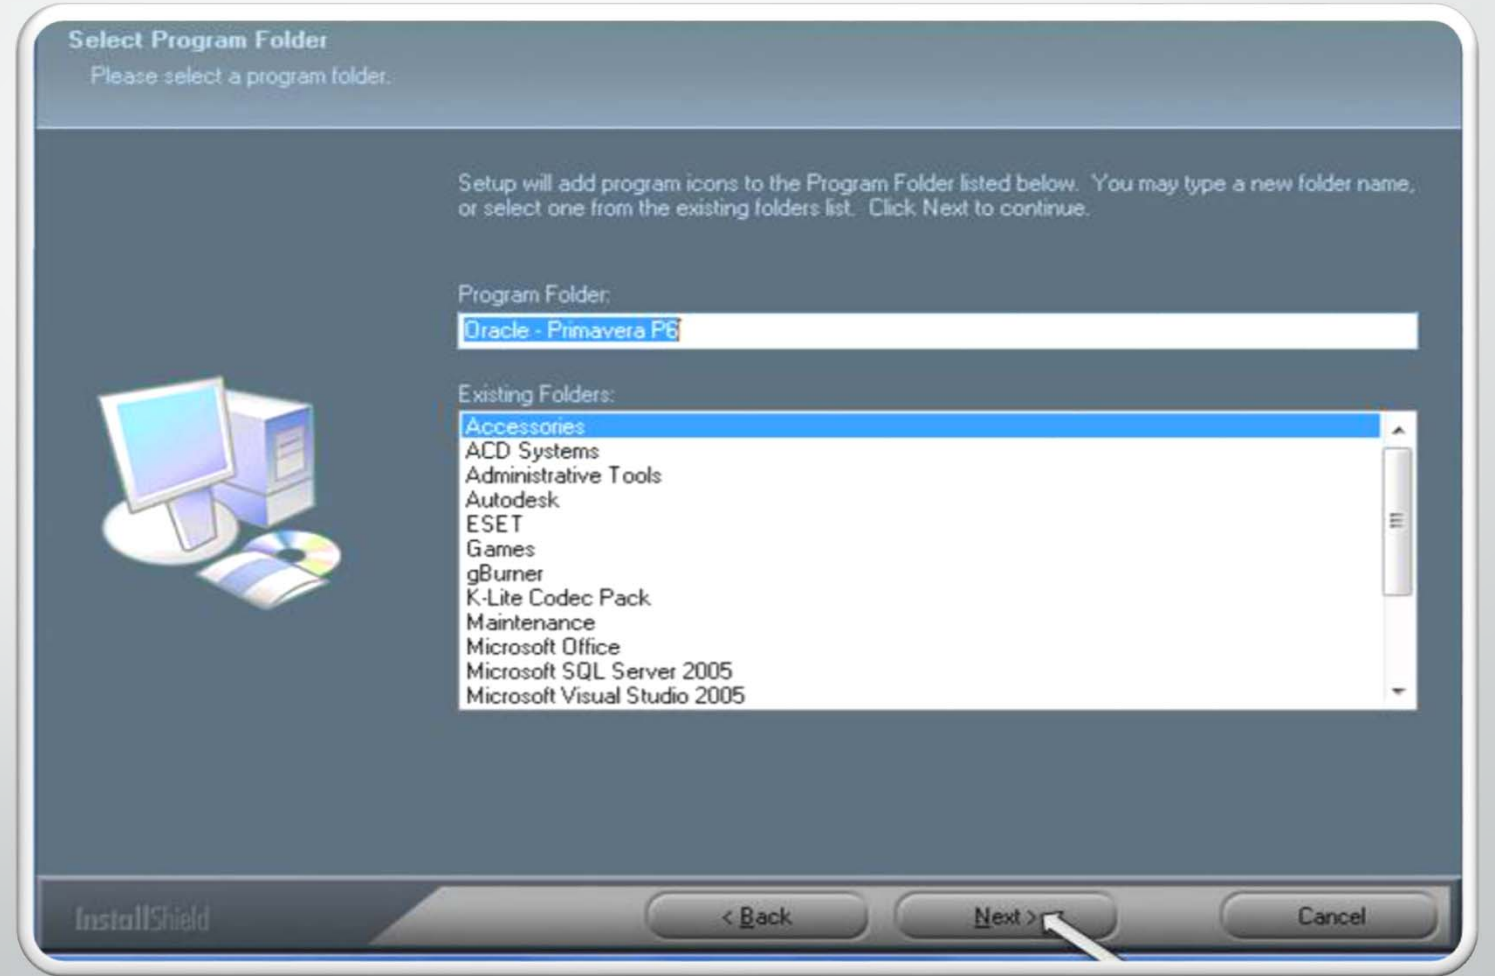 Select Program Folder
Please select a program folder.
Setup will add program icons to the Program Folder listed below. You may type a new folder name,
or select one from the existing folders list. Click Next to continue.
Program Folder:
Oracle - Primavera P6
Existing Folders:
Accessories
ACD Systems
Administrative Tools
Autodesk
ESET
Games
gBurner
K-Lite Codec Pack
Maintenance
Microsoft Office
Microsoft SQL Server 2005
Microsoft Visual Studio 2005
InstallShield
< Back
Next >
Cancel